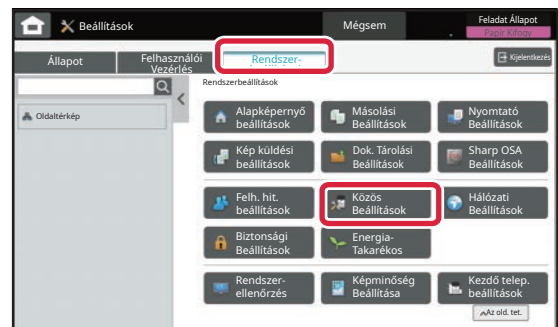 Beállítások
Mégsem
Feladat Állapot
Papír Kifogy
Állapot
Felhasználói
Vezérlés
Rendszer-
Kijelentkezés
Rendszerbeállítások
Oldaltérkép
Alapképernyő
beállítások
Másolási
Beállítások
Nyomtató
Beállítások
Kép küldési
beállítások
Dok. Tárolási
Beállítások
Sharp OSA
Beállítások
Felh. hit.
beállítások
Közös
Beállítások
Hálózati
Beállítások
Biztonsági
Beállítások
Energia-
Takarékos
Rendszer-
ellenőrzés
Képminőség
Beállítása
Kezdő telep.
beállítások
Az old. tet.